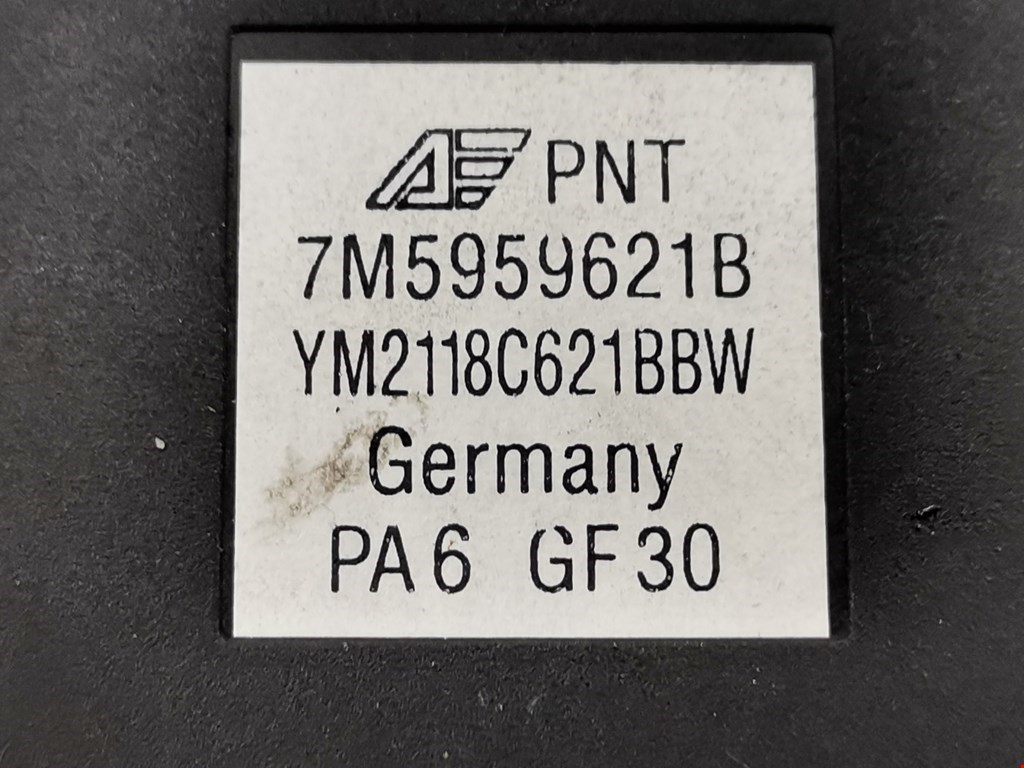 PNT
7M5959621B
YM2118C621BBW
Germany
PA6 GF30